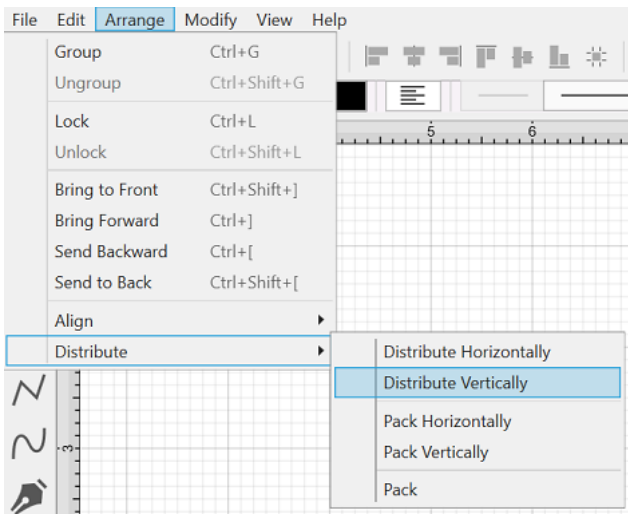 File Edit Arrange Modify View Help
Group Ctrl+G
Ungroup Ctrl+Shift+G
Lock Ctrl+L
Unlock Ctrl+Shift+L
5 6
Bring to Front Ctrl+Shift+]
Bring Forward Ctrl+]
Send Backward Ctrl+[
Send to Back Ctrl+Shift+[
Align
Distribute
Distribute Horizontally
Distribute Vertically
Pack Horizontally
Pack Vertically
Pack
3